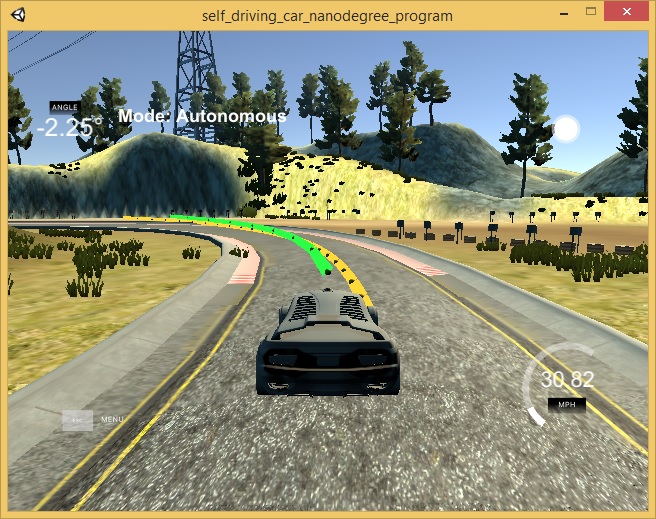 self_driving_car_nanodegree_program
ANGLE
-2.25°
Mode: Autonomous
30.82
MPH
MENU